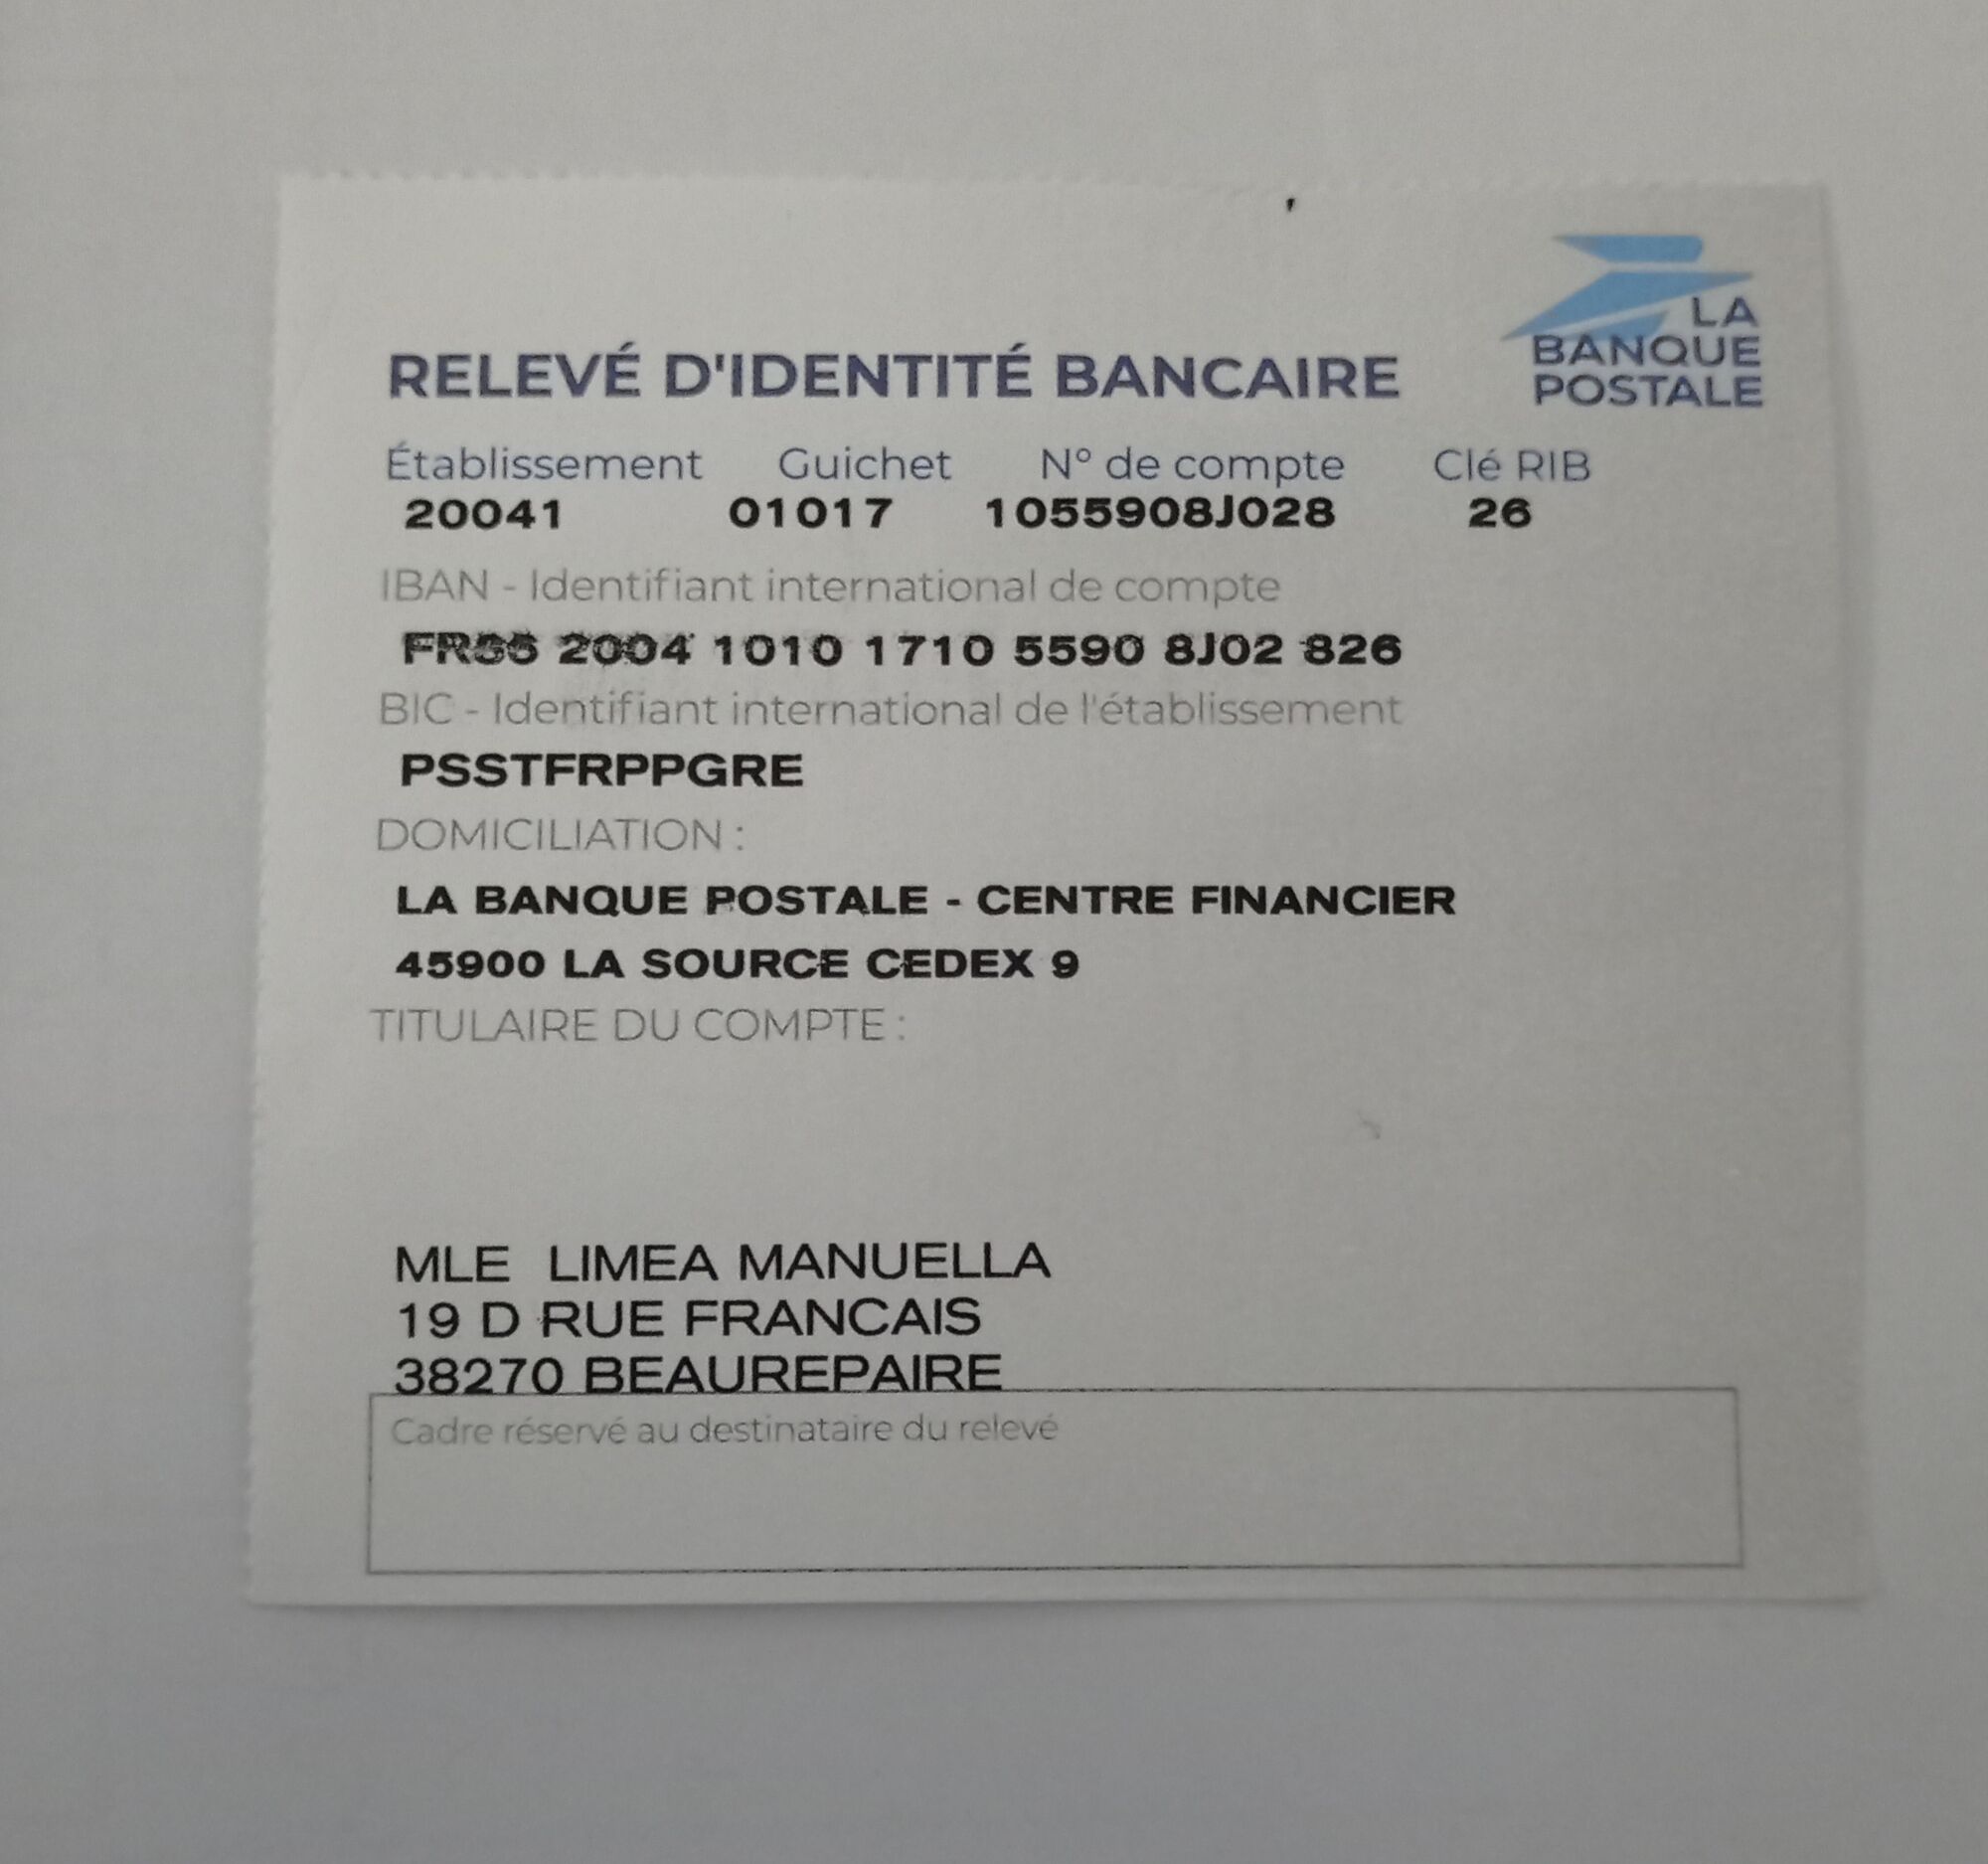 LA
BANQUE
POSTALE
RELEVÉ D'IDENTITÉ BANCAIRE
Établissement Guichet N° de compte Clé RIB
20041 01017 1055908J028 26
IBAN - Identifiant international de compte
2004 1010 1710 5590 8J02 826
BIC - Identifiant international de l'établissement
PSSTFRPPGRE
DOMICILIATION :
LA BANQUE POSTALE - CENTRE FINANCIER
45900 LA SOURCE CEDEX 9
TITULAIRE DU COMPTE :
MLE LIMEA MANUELLA
19 D RUE FRANCAIS
38270 BEAUREPAIRE
Cadre réservé au destinataire du relevé